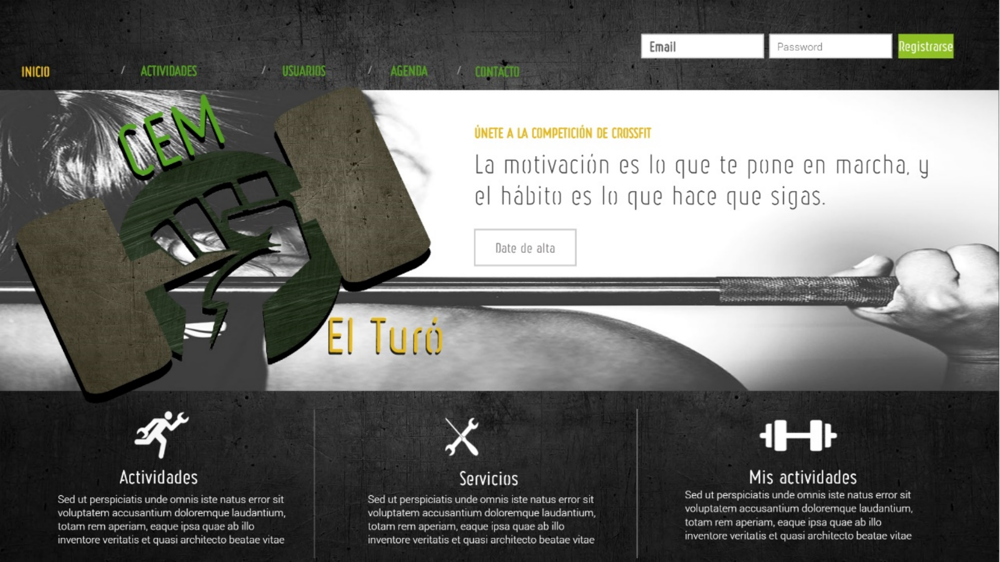 Email
Password
Registrarse
INICIO / ACTIVIDADES / USUARIOS / AGENDA / CONTACTO
CEM
El Turó
ÚNETE A LA COMPETICIÓN DE CROSSFIT
La motivación es lo que te pone en marcha, y
el hábito es lo que hace que sigas.
Date de alta
Actividades
Sed ut perspiciatis unde omnis iste natus error sit
voluptatem accusantium doloremque laudantium,
totam rem aperiam, eaque ipsa quae ab illo
inventore veritatis et quasi architecto beatae vitae
Servicios
Sed ut perspiciatis unde omnis iste natus error sit
voluptatem accusantium doloremque laudantium,
totam rem aperiam, eaque ipsa quae ab illo
inventore veritatis et quasi architecto beatae vitae
Mis actividades
Sed ut perspiciatis unde omnis iste natus error sit
voluptatem accusantium doloremque laudantium,
totam rem aperiam, eaque ipsa quae ab illo
inventore veritatis et quasi architecto beatae vitae